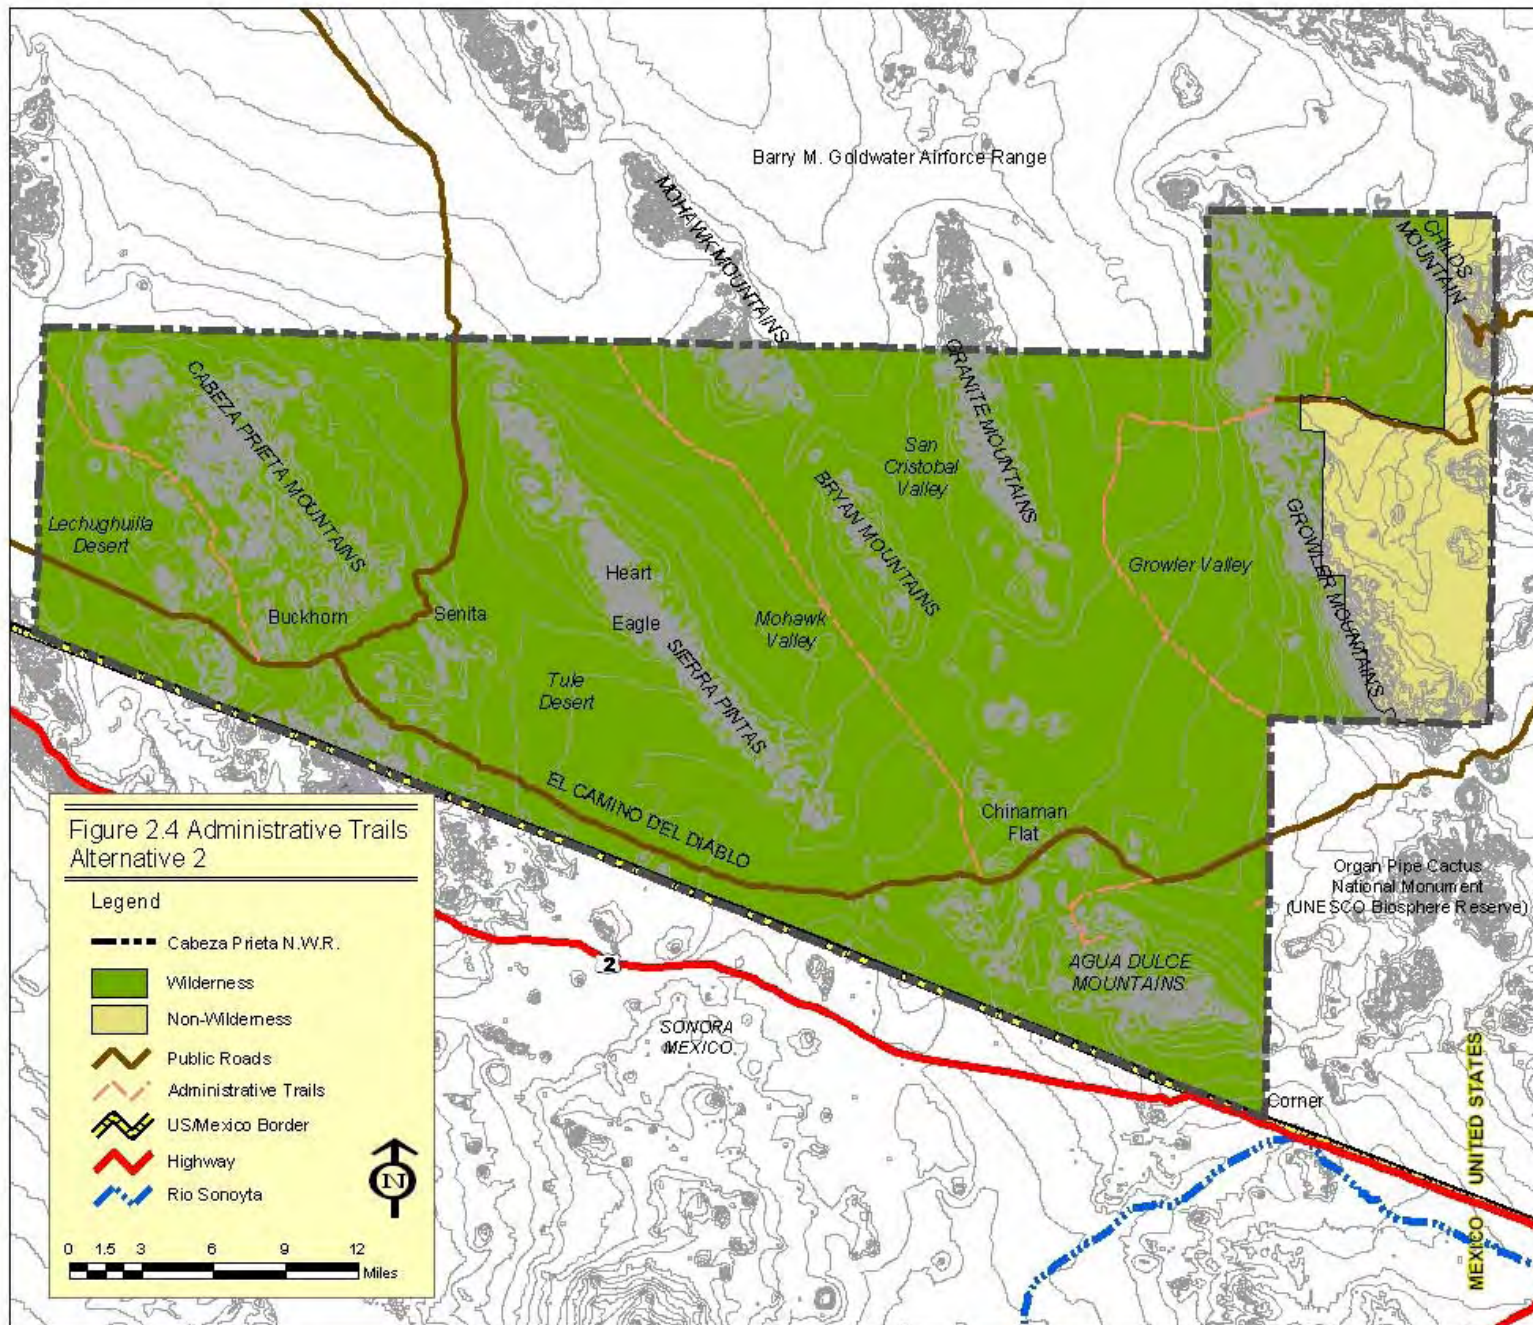 Barry M. Goldwater Airforce Range
MOHAWK MOUNTAINS
CHILDS
MOUNTAIN
CABEZA PRIETA MOUNTAINS
GRANITE MOUNTAINS
San
Cristobal
Valley
BRYAN MOUNTAINS
Lechughuilla
Desert
GROWLER MOUNTAINS
Growler Valley
Heart
Buckhorn
Senita
Eagle
Mohawk
Valley
SIERRA PINTAS
Tule
Desert
EL CAMINO DEL DIABLO
Chinaman
Flat
Organ Pipe Cactus
National Monument
(UNESCO Biosphere Reserve)
AGUA DULCE
MOUNTAINS
2
SONORA
MEXICO
Corner
MEXICO UNITED STATES
Figure 2.4 Administrative Trails
Alternative 2
Legend
Cabeza Prieta N.W.R.
Wilderness
Non-Wilderness
Public Roads
Administrative Trails
US/Mexico Border
Highway
Rio Sonoyta
N
0 1.5 3 6 9 12
Miles